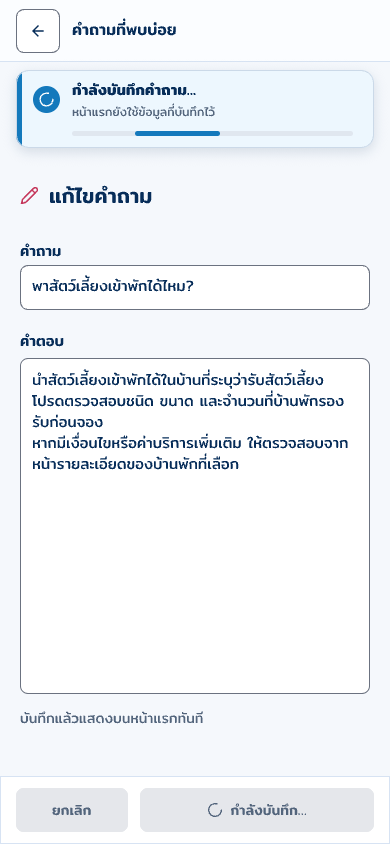 คำถามที่พบบ่อย
กำลังบันทึกคำถาม...
หน้าแรกยังใช้ข้อมูลที่บันทึกไว้
แก้ไขคำถาม
คำถาม
พาสัตว์เลี้ยงเข้าพักได้ไหม?
คำตอบ
นำสัตว์เลี้ยงเข้าพักได้ในบ้านที่ระบุว่ารับสัตว์เลี้ยง
โปรดตรวจสอบชนิด ขนาด และจำนวนที่บ้านพักรอง
รับก่อนจอง
หากมีเงื่อนไขหรือค่าบริการเพิ่มเติม ให้ตรวจสอบจาก
หน้ารายละเอียดของบ้านพักที่เลือก
บันทึกแล้วแสดงบนหน้าแรกทันที
ยกเลิก
กำลังบันทึก...